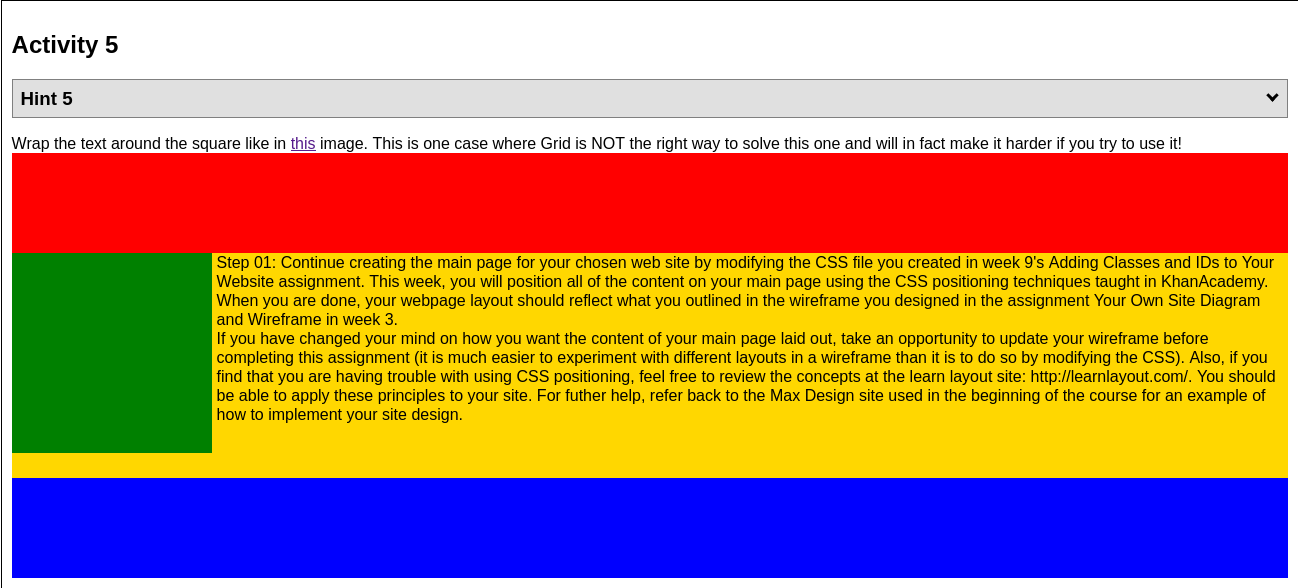 Activity 5
Hint 5
Wrap the text around the square like in this image. This is one case where Grid is NOT the right way to solve this one and will in fact make it harder if you try to use it!
Step 01: Continue creating the main page for your chosen web site by modifying the CSS file you created in week 9's Adding Classes and IDs to Your
Website assignment. This week, you will position all of the content on your main page using the CSS positioning techniques taught in KhanAcademy.
When you are done, your webpage layout should reflect what you outlined in the wireframe you designed in the assignment Your Own Site Diagram
and Wireframe in week 3.
If you have changed your mind on how you want the content of your main page laid out, take an opportunity to update your wireframe before
completing this assignment (it is much easier to experiment with different layouts in a wireframe than it is to do so by modifying the CSS). Also, if you
find that you are having trouble with using CSS positioning, feel free to review the concepts at the learn layout site: http://learnlayout.com/. You should
be able to apply these principles to your site. For futher help, refer back to the Max Design site used in the beginning of the course for an example of
how to implement your site design.